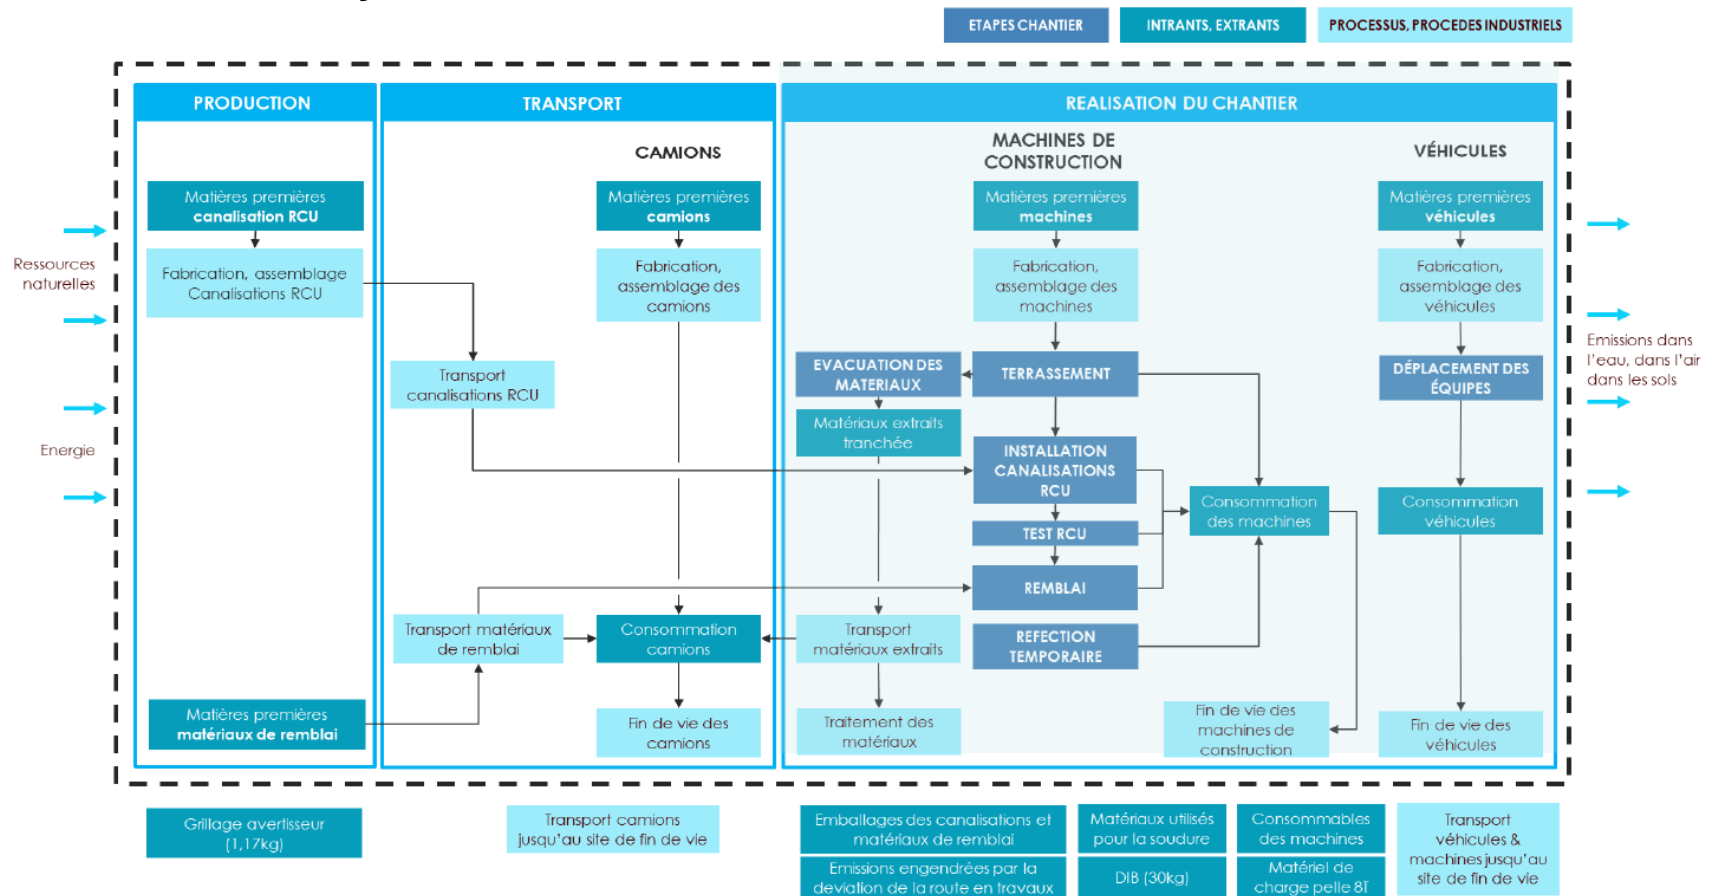 ETAPES CHANTIER
INTRANTS, EXTRANTS
PROCESSUS, PROCEDES INDUSTRIELS
PRODUCTION
TRANSPORT
REALISATION DU CHANTIER
CAMIONS
MACHINES DE
CONSTRUCTION
VÉHICULES
Matières premières
canalisation RCU
Matières premières
camions
Matières premières
machines
Matières premières
véhicules
Ressources
naturelles
Fabrication, assemblage
Canalisations RCU
Fabrication,
assemblage des
camions
Fabrication,
assemblage des
machines
Fabrication,
assemblage des
véhicules
Emissions dans
l'eau, dans l'air
dans les sols
Transport
canalisations RCU
EVACUATION DES
MATERIAUX
TERRASSEMENT
DÉPLACEMENT DES
ÉQUIPES
Matériaux extraits
tranchée
Energie
INSTALLATION
CANALISATIONS
RCU
Consommation
des machines
Consommation
véhicules
TEST RCU
REMBLAI
Transport matériaux
de remblai
Consommation
camions
Transport
matériaux extraits
REFECTION
TEMPORAIRE
Matières premières
matériaux de remblai
Fin de vie des
camions
Traitement des
matériaux
Fin de vie des
machines de
construction
Fin de vie des
véhicules
Grillage avertisseur
(1,17kg)
Transport camions
jusqu'au site de fin de vie
Emballages des canalisations et
matériaux de remblai
Matériaux utilisés
pour la soudure
Consommables
des machines
Transport
véhicules &
machines jusqu'au
site de fin de vie
Emissions engendrées par la
deviation de la route en travaux
DIB (30kg)
Matériel de
charge pelle 8T